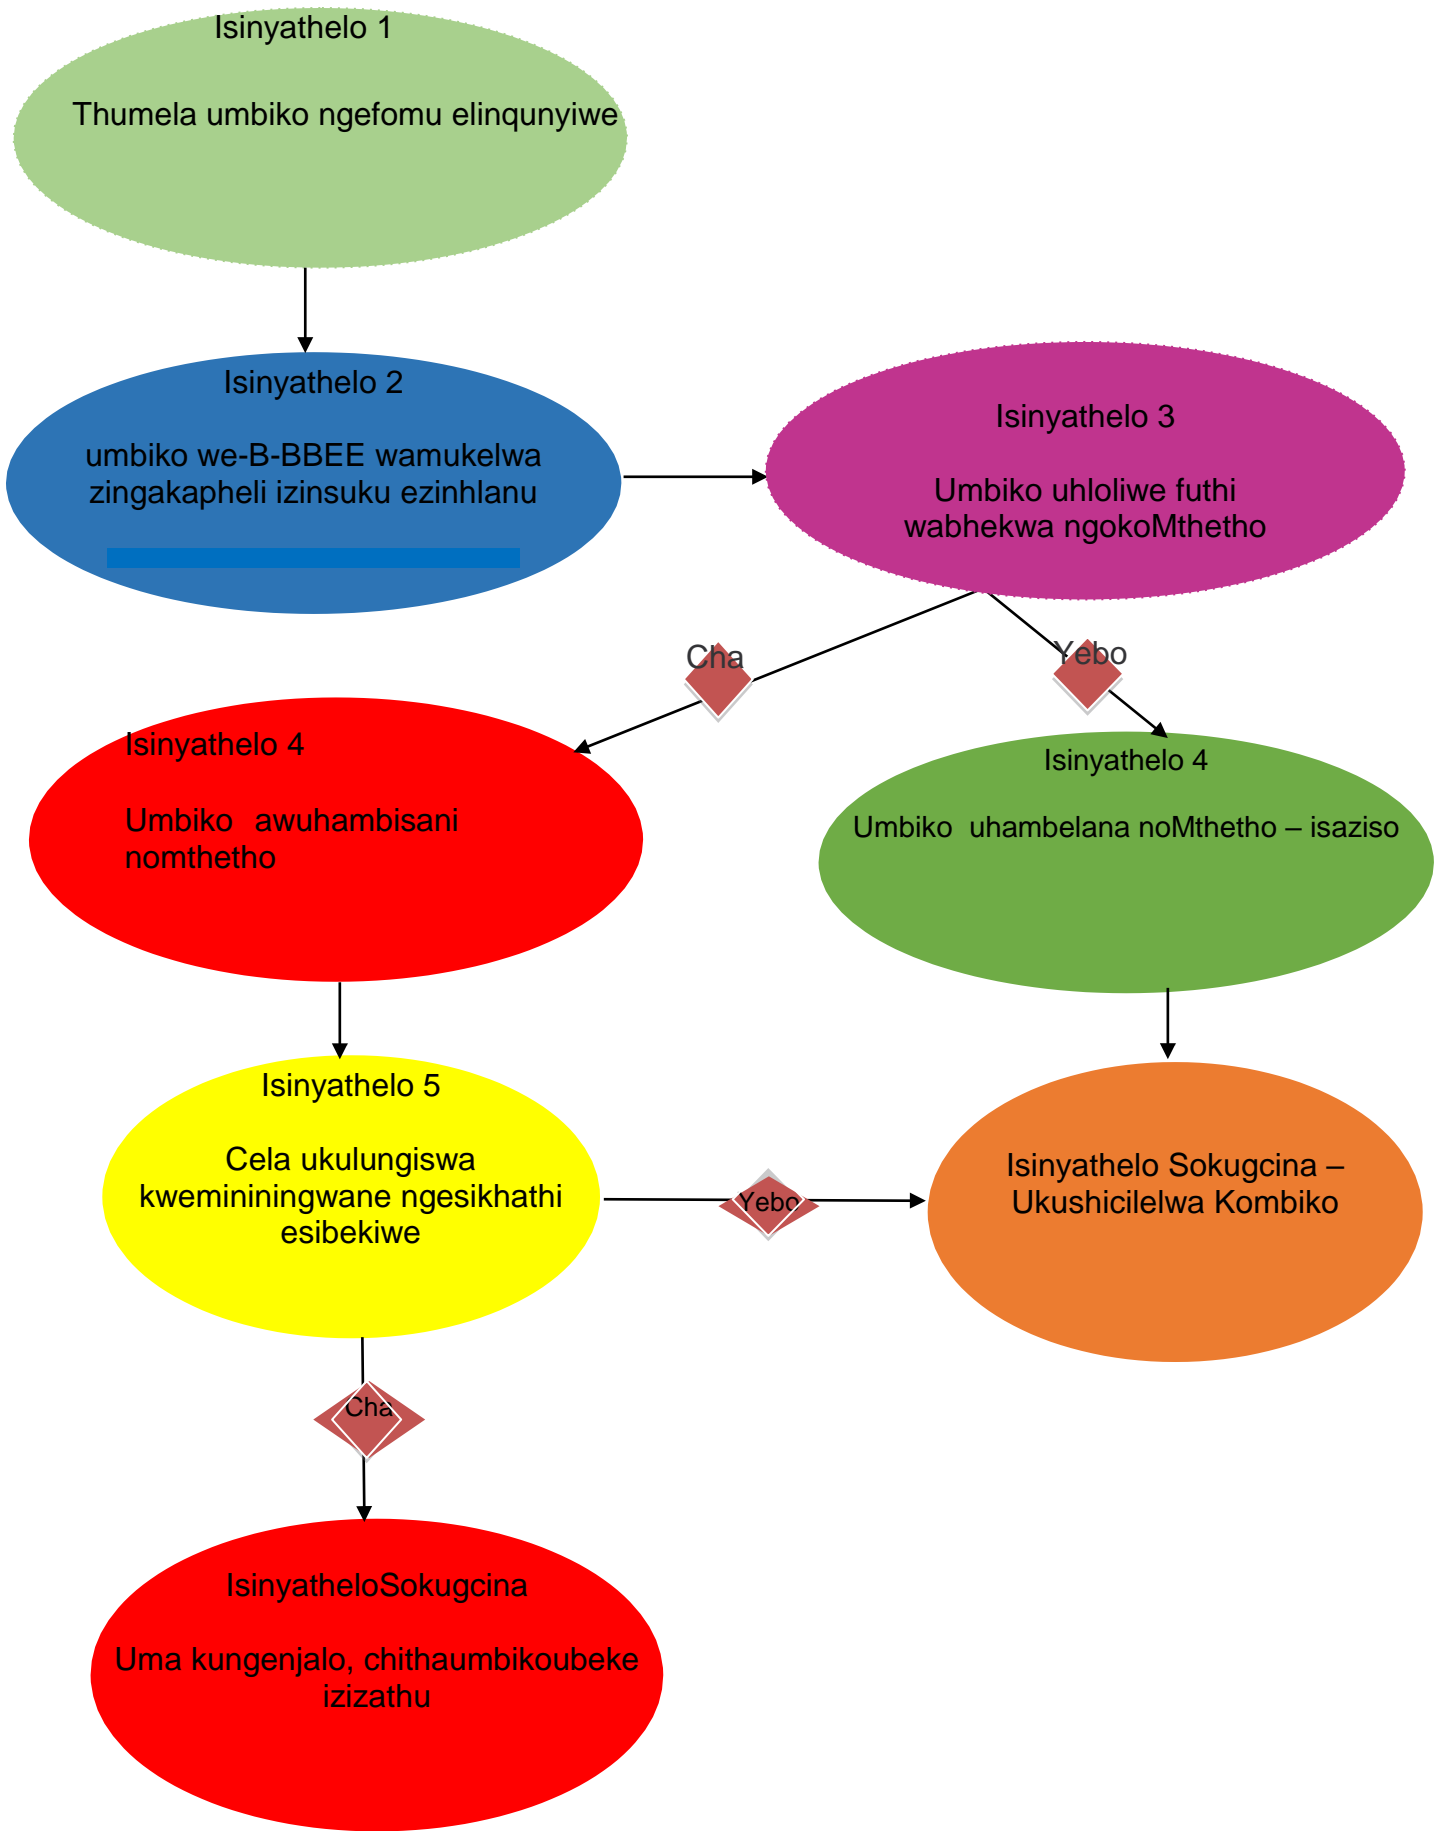 Isinyathelo 1
Thumela umbiko ngefomu elinqunyiwe
Isinyathelo 2
umbiko we-B-BBEE wamukelwa
zingakapheli izinsuku ezinhlanu
Isinyathelo 3
Umbiko uhloliwe futhi
wabhekwa ngokoMthetho
Cha
Yebo
Isinyathelo 4
Umbiko awuhambisani
nomthetho
Isinyathelo 4
Umbiko uhambelana noMthetho – isaziso
Isinyathelo 5
Cela ukulungiswa
kwemininingwane ngesikhathi
esibekiwe
Yebo
Isinyathelo Sokugcina –
Ukushicilelwa Kombiko
Cha
IsinyatheloSokugcina
Uma kungenjalo, chithaumbikoubeke
izizathu